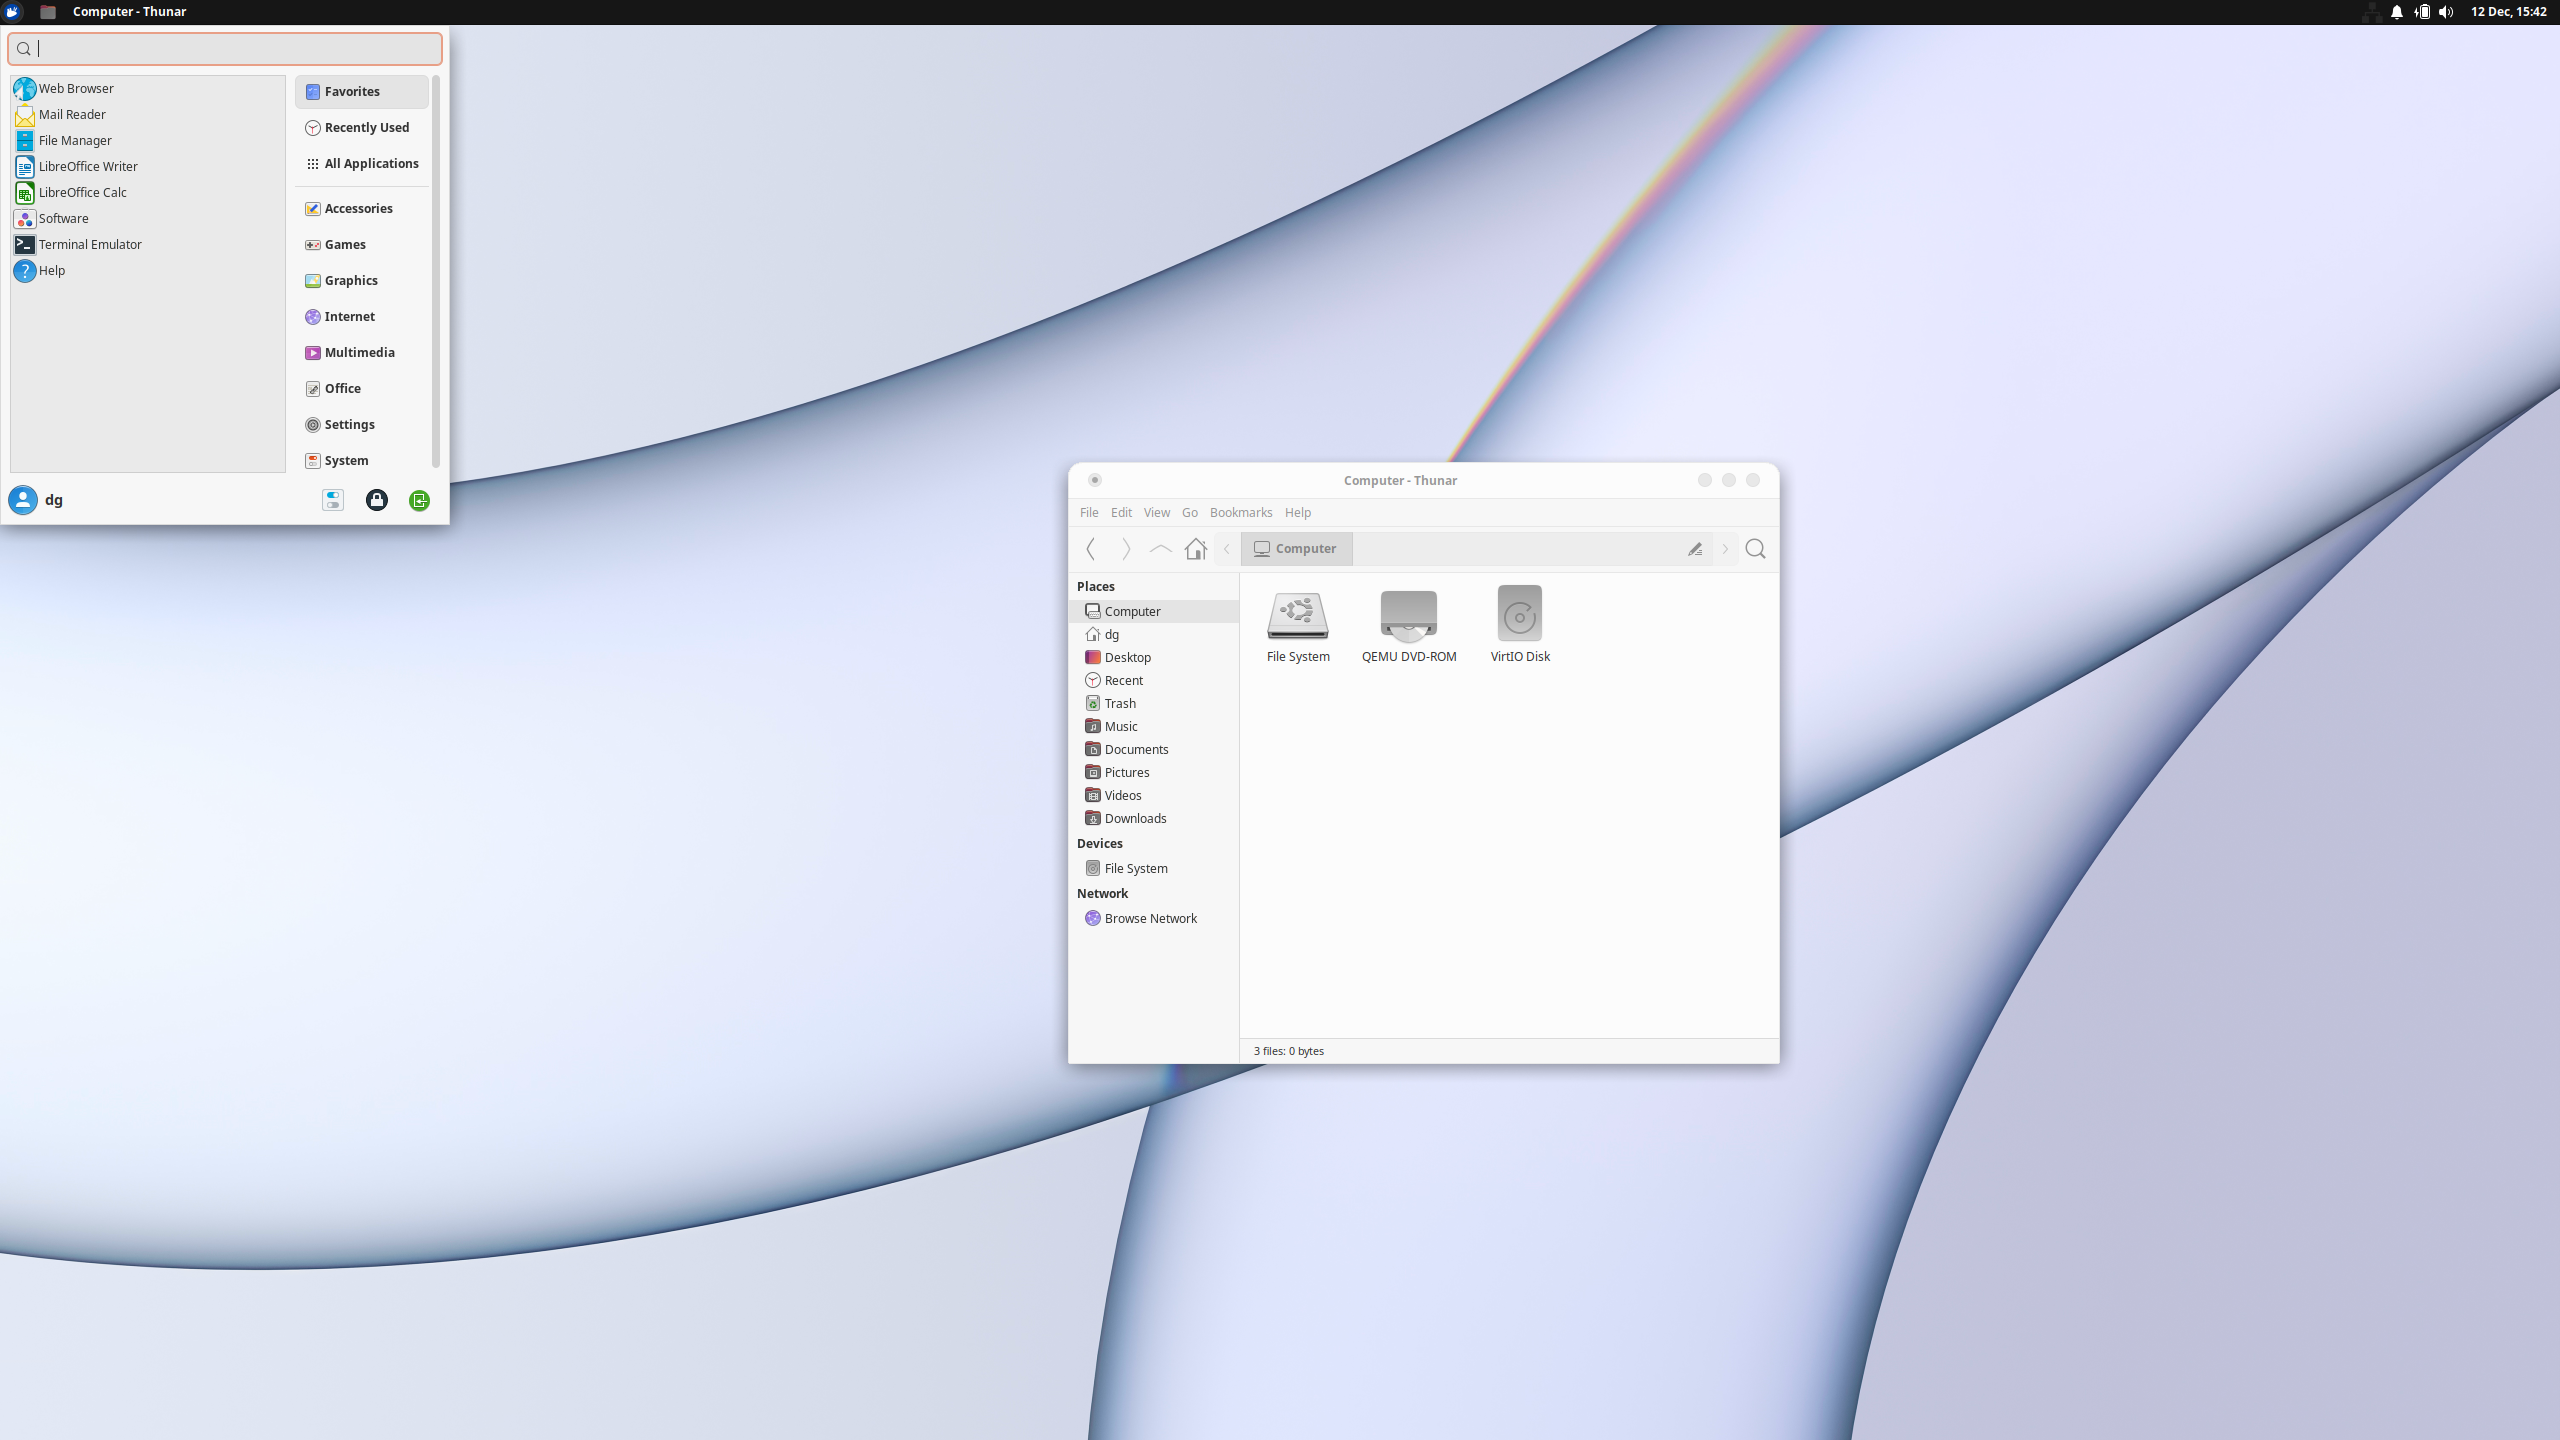 Computer - Thunar
12 Dec, 15:42
Web Browser
Mail Reader
File Manager
LibreOffice Writer
LibreOffice Calc
Software
Terminal Emulator
Help
Favorites
Recently Used
All Applications
Accessories
Games
Graphics
Internet
Multimedia
Office
Settings
System
dg
Computer - Thunar
File Edit View Go Bookmarks Help
Computer
Places
Computer
dg
Desktop
Recent
Trash
Music
Documents
Pictures
Videos
Downloads
Devices
File System
Network
Browse Network
File System
QEMU DVD-ROM
VirtIO Disk
3 files: 0 bytes